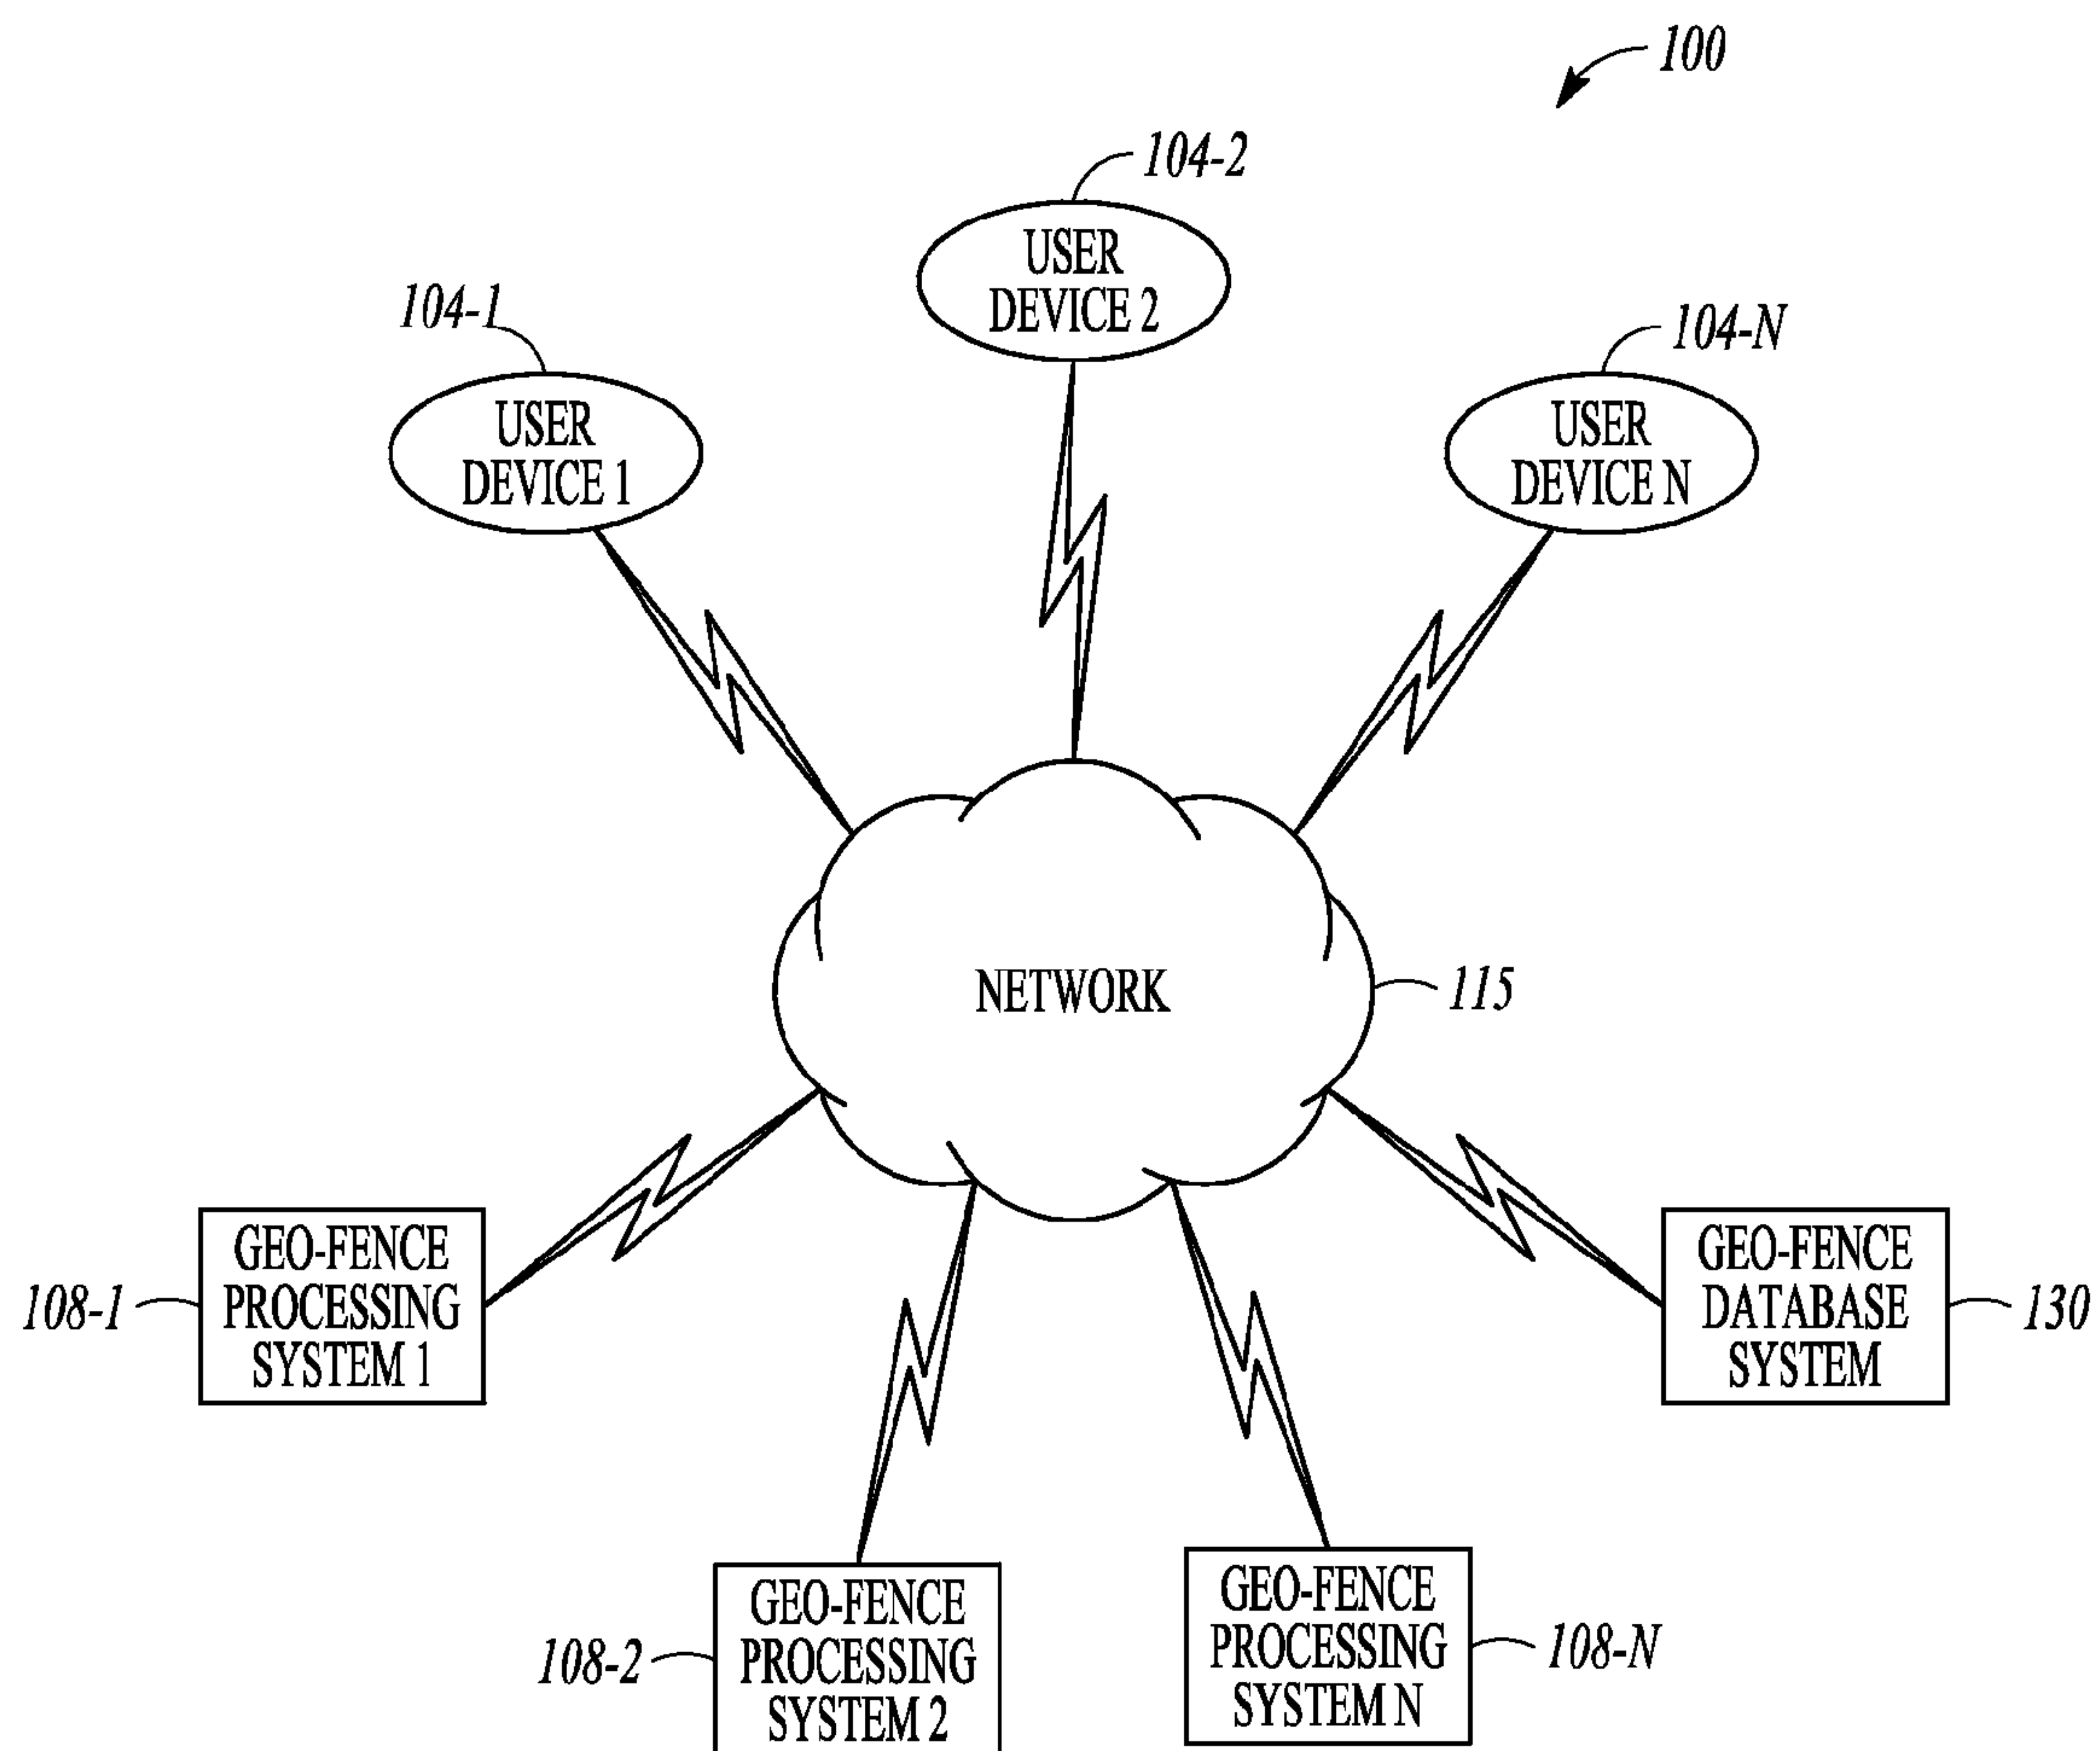 100
104-2
USER
DEVICE 2
104-1
USER
DEVICE 1
104-N
USER
DEVICE N
NETWORK
115
GEO-FENCE
PROCESSING
SYSTEM 1
108-1
GEO-FENCE
DATABASE
SYSTEM
130
GEO-FENCE
PROCESSING
SYSTEM 2
108-2
GEO-FENCE
PROCESSING
SYSTEM N
108-N